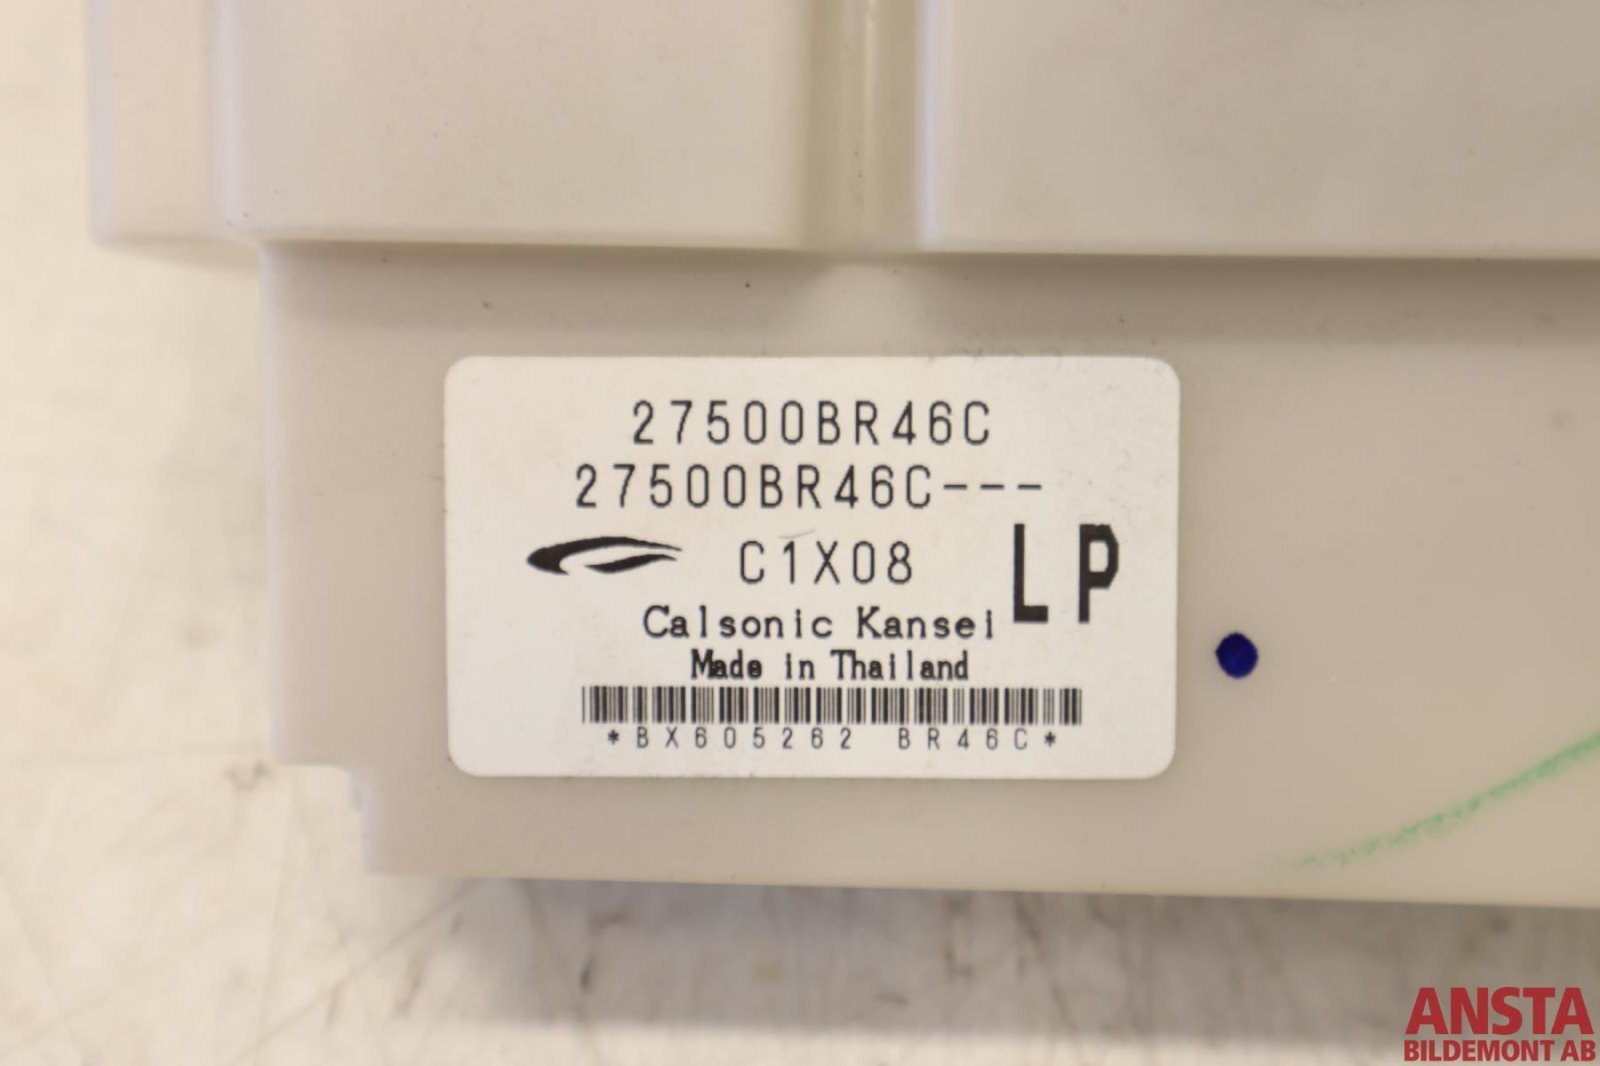 27500BR46C
27500BR46C---
C1X08
LP
Calsonic Kansei
Made in Thailand
*BX605262 BR46C*
ANSTA
BILDEMONT AB